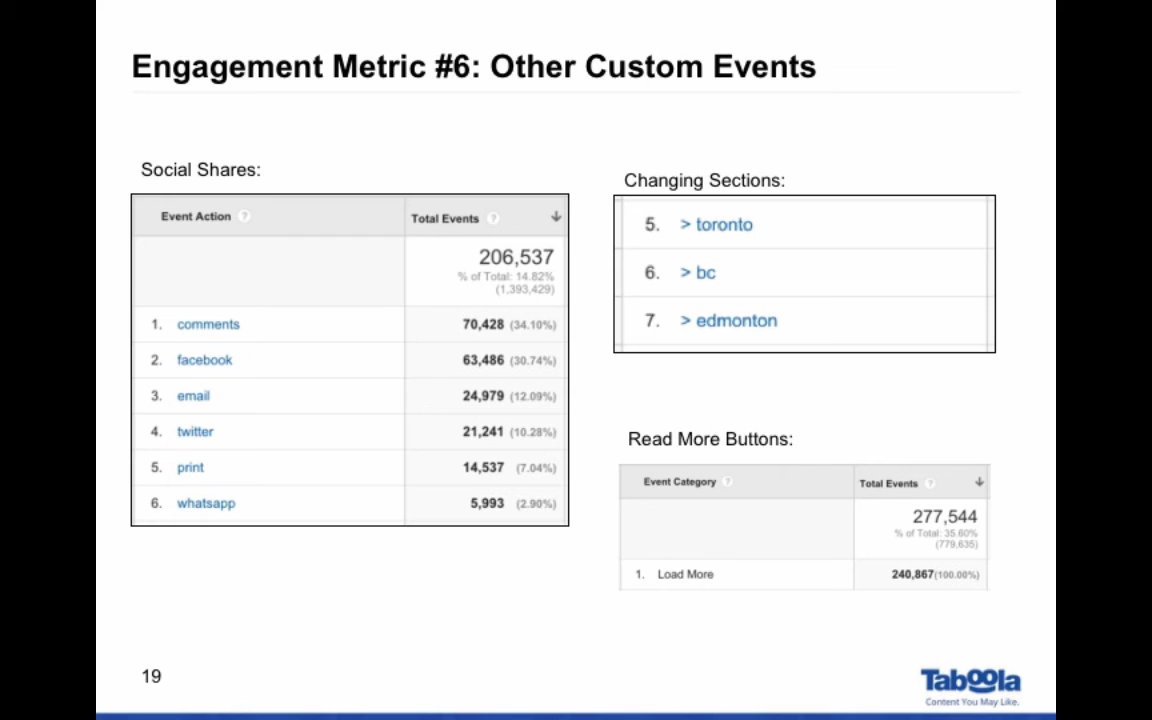 Engagement Metric #6: Other Custom Events
Social Shares:
Event Action ? Total Events ?
206,537
% of Total: 14.82%
(1,393,429)
1. comments 70,428 (34.10%)
2. facebook 63,486 (30.74%)
3. email 24,979 (12.09%)
4. twitter 21,241 (10.28%)
5. print 14,537 (7.04%)
6. whatsapp 5,993 (2.90%)
Changing Sections:
5. > toronto
6. > bc
7. > edmonton
Read More Buttons:
Event Category ? Total Events ?
277,544
% of Total: 35.60%
(779,635)
1. Load More 240,867(100.00%)
19
Taboola
Content You May Like.